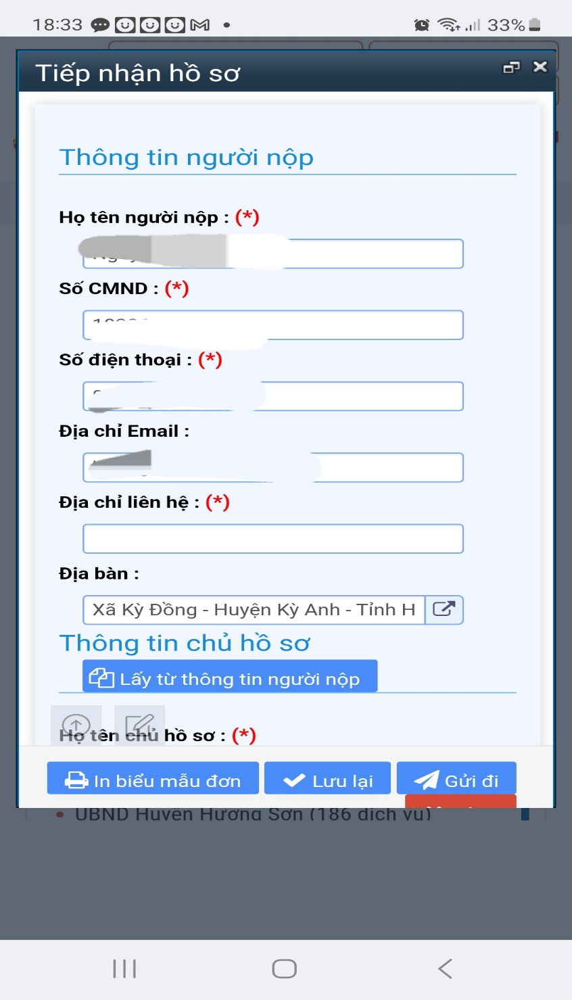 18:33
33%
Tiếp nhận hồ sơ
Thông tin người nộp
Họ tên người nộp : (*)
Số CMND : (*)
Số điện thoại : (*)
Địa chỉ Email :
Địa chỉ liên hệ : (*)
Địa bàn :
Xã Kỳ Đồng - Huyện Kỳ Anh - Tỉnh H
Thông tin chủ hồ sơ
Lấy từ thông tin người nộp
Họ tên chủ hồ sơ : (*)
In biểu mẫu đơn
Lưu lại
Gửi đi
UBND Huyện Hương Sơn (186 dịch vụ)